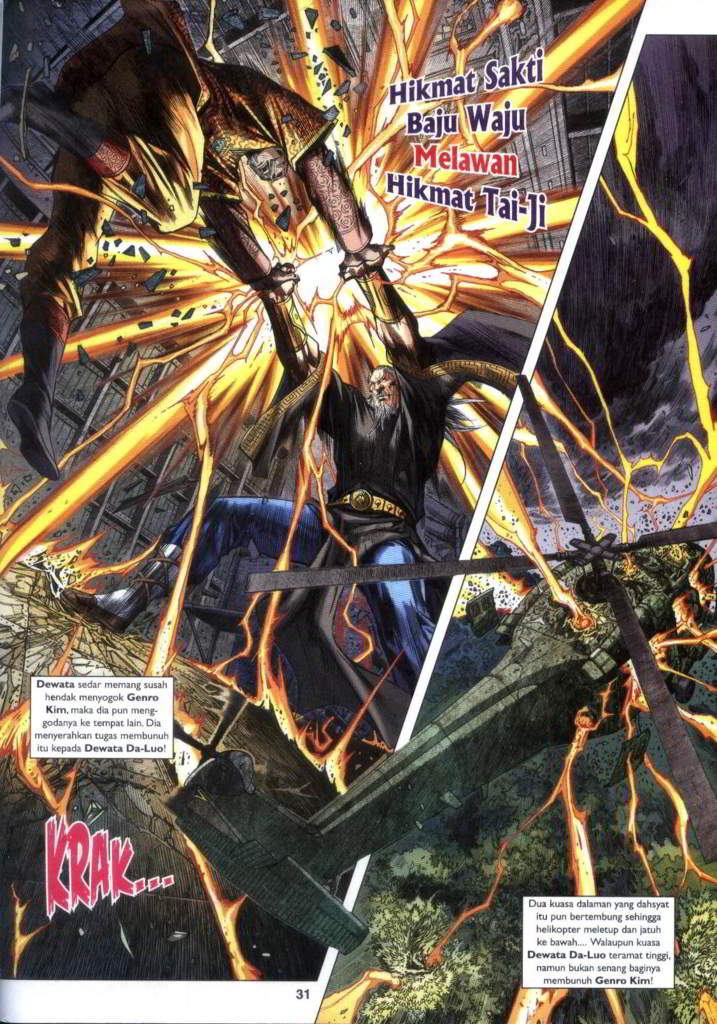 Hikmat Sakti
Baju Waju
Melawan
Hikmat Tai-Ji
Dewata sedar memang susah
hendak menyogok Genro
Kim, maka dia pun meng-
godanya ke tempat lain. Dia
menyerahkan tugas membunuh
itu kepada Dewata Da-Luo!
KRAK...
Dua kuasa dalaman yang dahsyat
itu pun bertembung sehingga
helikopter meletup dan jatuh
ke bawah.... Walaupun kuasa
Dewata Da-Luo teramat tinggi,
namun bukan senang baginya
membunuh Genro Kim!
31